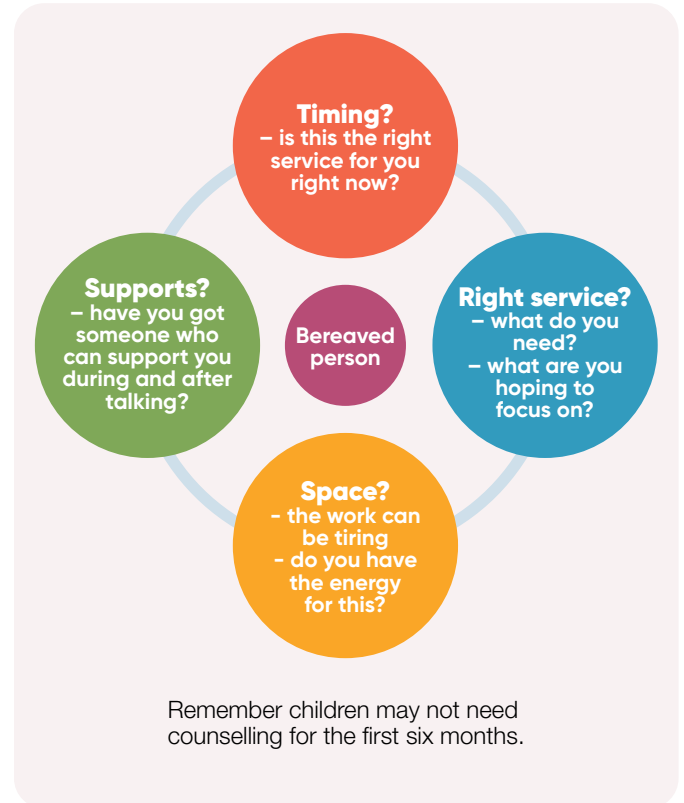 Timing?
– is this the right
service for you
right now?
Supports?
– have you got
someone who
can support you
during and after
talking?
Bereaved
person
Right service?
– what do you
need?
– what are you
hoping to
focus on?
Space?
- the work can
be tiring
- do you have
the energy
for this?
Remember children may not need
counselling for the first six months.